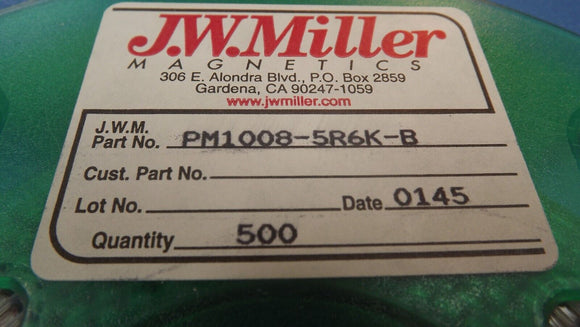 J.W.Miller
MAGNETICS
306 E. Alondra Blvd., P.O. Box 2859
Gardena, CA 90247-1059
www.jwmiller.com
J.W.M.
Part No. PM1008-5R6K-B
Cust. Part No.
Lot No. Date 0145
Quantity 500